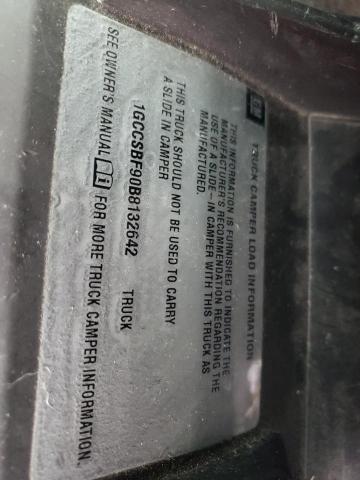 GM TRUCK CAMPER LOAD INFORMATION
THIS INFORMATION IS FURNISHED TO INDICATE THE
MANUFACTURER'S RECOMMENDATION REGARDING THE
USE OF A SLIDE-IN CAMPER WITH THIS TRUCK AS
MANUFACTURED.
THIS TRUCK SHOULD NOT BE USED TO CARRY
A SLIDE IN CAMPER
1GCCSBF90B8132642 TRUCK
SEE OWNER'S MANUAL FOR MORE TRUCK CAMPER INFORMATION.